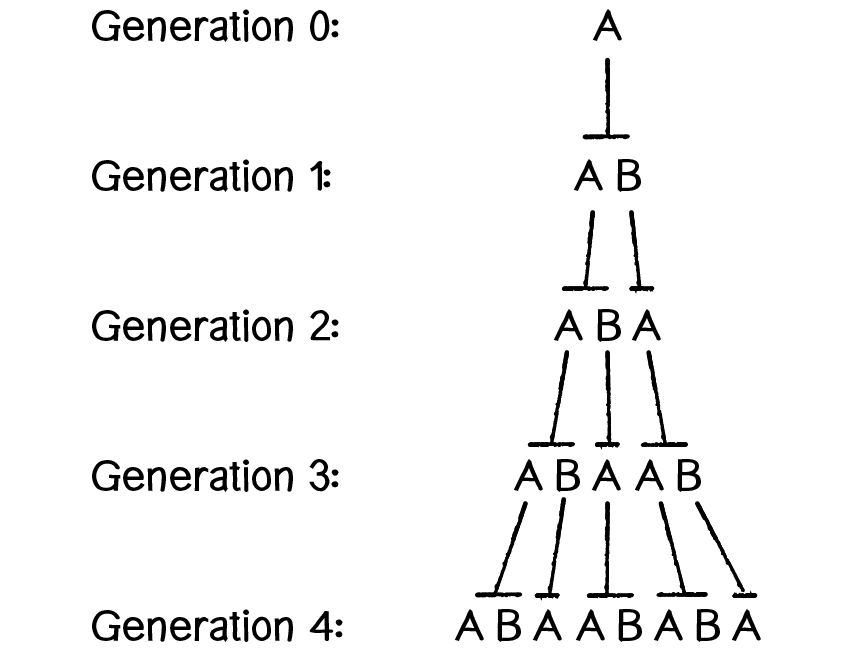 Generation 0: A
Generation 1: A B
Generation 2: A B A
Generation 3: A B A A B
Generation 4: A B A A B A B A